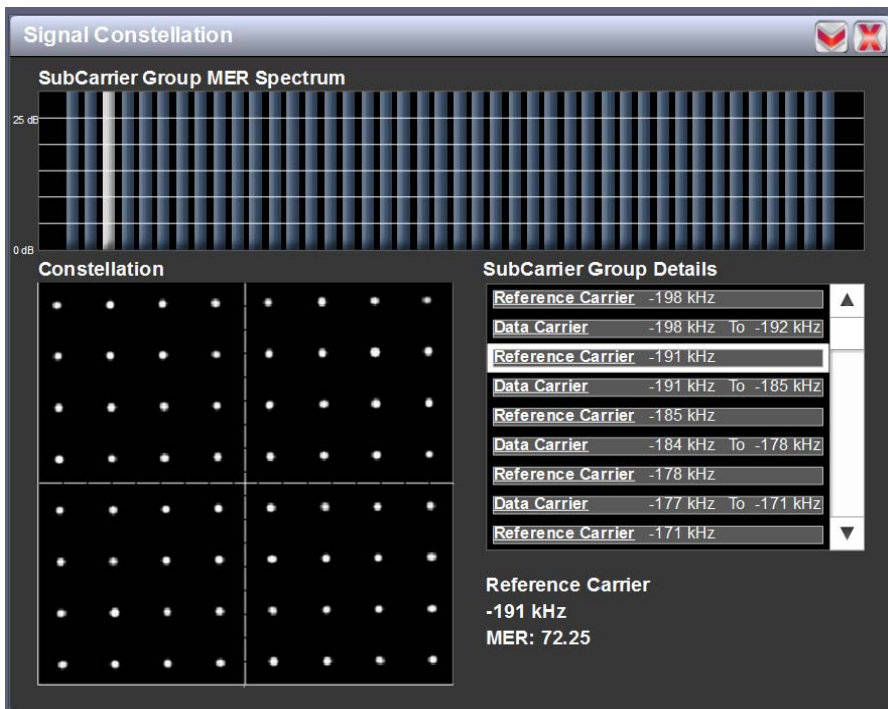 Signal Constellation
SubCarrier Group MER Spectrum
25 dB
0 dB
Constellation
SubCarrier Group Details
Reference Carrier -198 kHz
Data Carrier -198 kHz To -192 kHz
Reference Carrier -191 kHz
Data Carrier -191 kHz To -185 kHz
Reference Carrier -185 kHz
Data Carrier -184 kHz To -178 kHz
Reference Carrier -178 kHz
Data Carrier -177 kHz To -171 kHz
Reference Carrier -171 kHz
Reference Carrier
-191 kHz
MER: 72.25